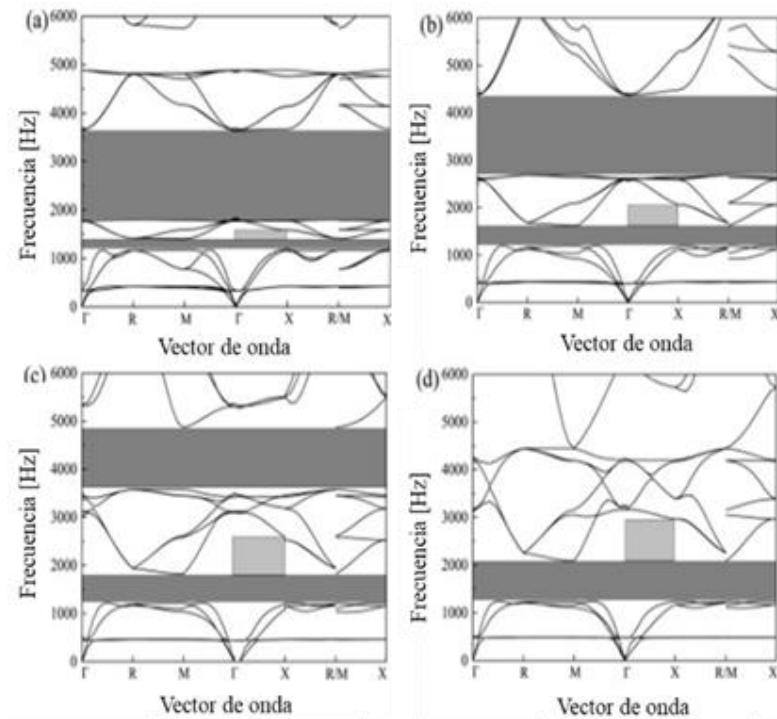 (a)
6000
5000
4000
3000
2000
1000
0
Frecuencia [Hz]
Γ R M Γ X R/M X
Vector de onda
(b)
6000
5000
4000
3000
2000
1000
0
Frecuencia [Hz]
Γ R M Γ X R/M X
Vector de onda
(c)
6000
5000
4000
3000
2000
1000
0
Frecuencia [Hz]
Γ R M Γ X R/M X
Vector de onda
(d)
6000
5000
4000
3000
2000
1000
0
Frecuencia [Hz]
Γ R M Γ X R/M X
Vector de onda